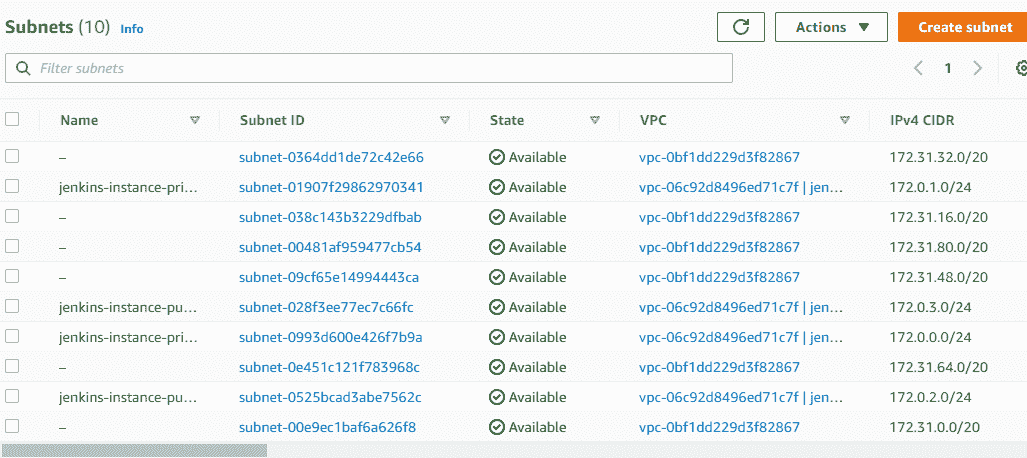 Subnets (10) Info Actions Create subnet
Filter subnets 1
Name Subnet ID State VPC IPv4 CIDR
– subnet-0364dd1de72c42e66 Available vpc-0bf1dd229d3f82867 172.31.32.0/20
jenkins-instance-pri... subnet-01907f29862970341 Available vpc-06c92d8496ed71c7f | jen... 172.0.1.0/24
– subnet-038c143b3229dfbab Available vpc-0bf1dd229d3f82867 172.31.16.0/20
– subnet-00481af959477cb54 Available vpc-0bf1dd229d3f82867 172.31.80.0/20
– subnet-09cf65e14994443ca Available vpc-0bf1dd229d3f82867 172.31.48.0/20
jenkins-instance-pu... subnet-028f3ee77ec7c66fc Available vpc-06c92d8496ed71c7f | jen... 172.0.3.0/24
jenkins-instance-pri... subnet-0993d600e426f7b9a Available vpc-06c92d8496ed71c7f | jen... 172.0.0.0/24
– subnet-0e451c121f783968c Available vpc-0bf1dd229d3f82867 172.31.64.0/20
jenkins-instance-pu... subnet-0525bcad3abe7562c Available vpc-06c92d8496ed71c7f | jen... 172.0.2.0/24
– subnet-00e9ec1baf6a626f8 Available vpc-0bf1dd229d3f82867 172.31.0.0/20